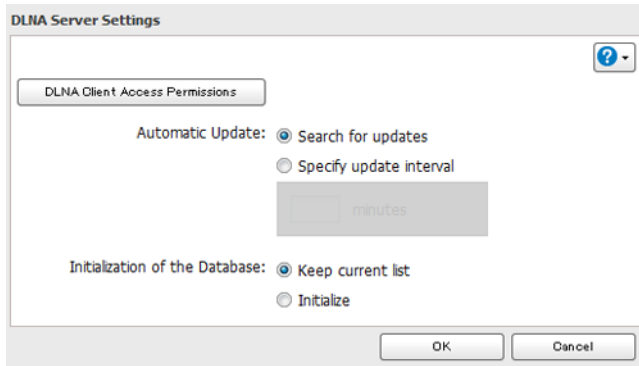 DLNA Server Settings
?
DLNA Client Access Permissions
Automatic Update: Search for updates
Specify update interval
minutes
Initialization of the Database: Keep current list
Initialize
OK Cancel